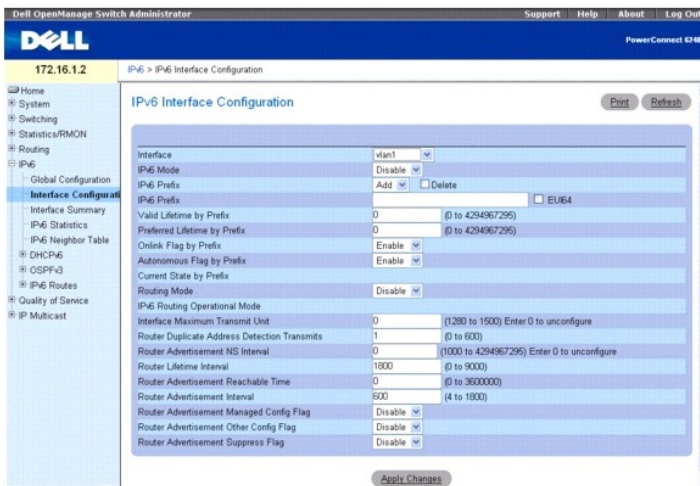 Dell OpenManage Switch Administrator
Support Help About Log Out
DELL
PowerConnect 6248
172.16.1.2
IPv6 > IPv6 Interface Configuration
Home
System
Switching
Statistics/RMON
Routing
IPv6
Global Configuration
Interface Configurati
Interface Summary
IPv6 Statistics
IPv6 Neighbor Table
DHCPv6
OSPFv3
IPv6 Routes
Quality of Service
IP Multicast
IPv6 Interface Configuration
Print Refresh
Interface vlan1
IPv6 Mode Disable
IPv6 Prefix Add Delete
IPv6 Prefix EUI64
Valid Lifetime by Prefix 0 (0 to 4294967295)
Preferred Lifetime by Prefix 0 (0 to 4294967295)
Onlink Flag by Prefix Enable
Autonomous Flag by Prefix Enable
Current State by Prefix
Routing Mode Disable
IPv6 Routing Operational Mode
Interface Maximum Transmit Unit 0 (1280 to 1500) Enter 0 to unconfigure
Router Duplicate Address Detection Transmits 1 (0 to 600)
Router Advertisement NS Interval 0 (1000 to 4294967295) Enter 0 to unconfigure
Router Lifetime Interval 1800 (0 to 9000)
Router Advertisement Reachable Time 0 (0 to 3600000)
Router Advertisement Interval 600 (4 to 1800)
Router Advertisement Managed Config Flag Disable
Router Advertisement Other Config Flag Disable
Router Advertisement Suppress Flag Disable
Apply Changes